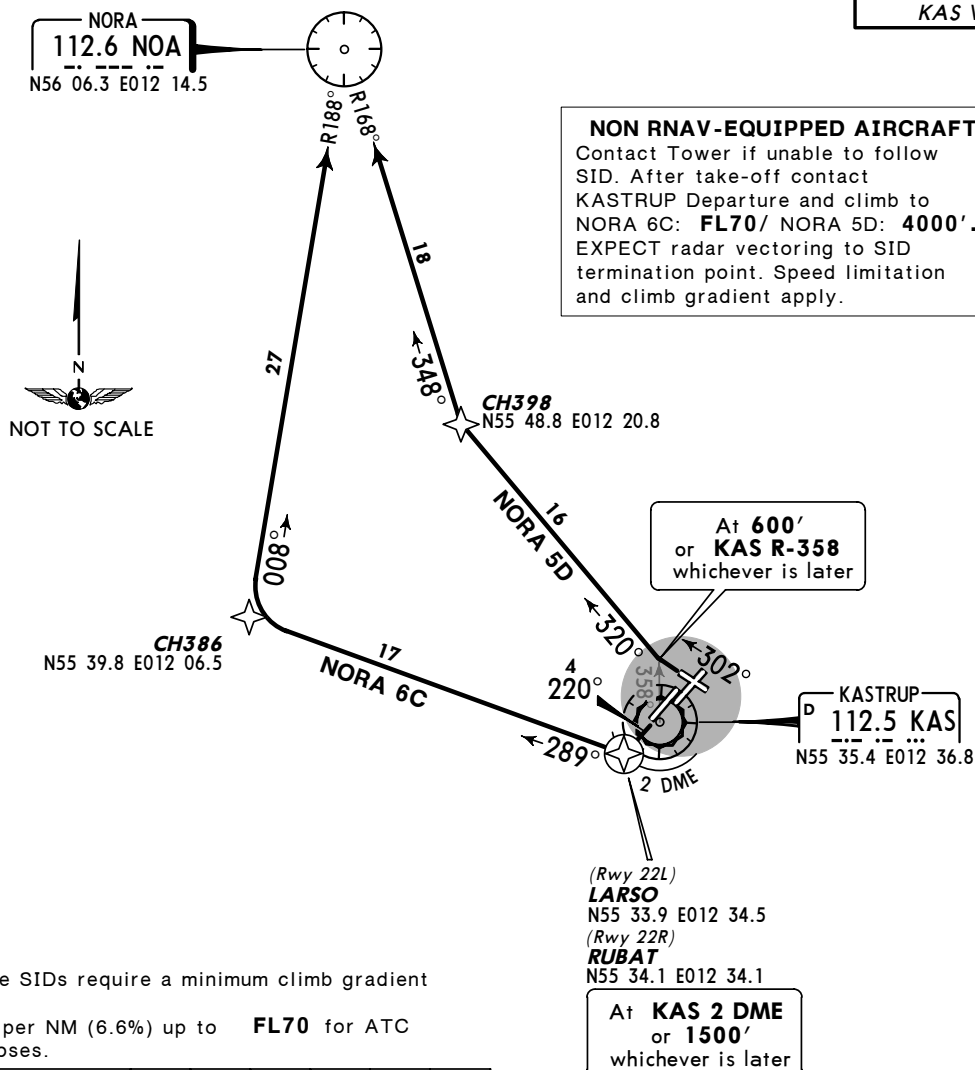 KAS
NORA
112.6 NOA
N56 06.3 E012 14.5
R188°
R168°
NON RNAV-EQUIPPED AIRCRAFT
Contact Tower if unable to follow
SID. After take-off contact
KASTRUP Departure and climb to
NORA 6C: FL70/ NORA 5D: 4000'.
EXPECT radar vectoring to SID
termination point. Speed limitation
and climb gradient apply.
18
27
N
NOT TO SCALE
348°
CH398
N55 48.8 E012 20.8
16
NORA 5D
At 600'
or KAS R-358
whichever is later
008°
320°
302°
CH386
N55 39.8 E012 06.5
17
NORA 6C
4
220°
358°
KASTRUP
D 112.5 KAS
N55 35.4 E012 36.8
289°
2 DME
(Rwy 22L)
LARSO
N55 33.9 E012 34.5
(Rwy 22R)
RUBAT
N55 34.1 E012 34.1
e SIDs require a minimum climb gradient
per NM (6.6%) up to FL70 for ATC
oses.
At KAS 2 DME
or 1500'
whichever is later